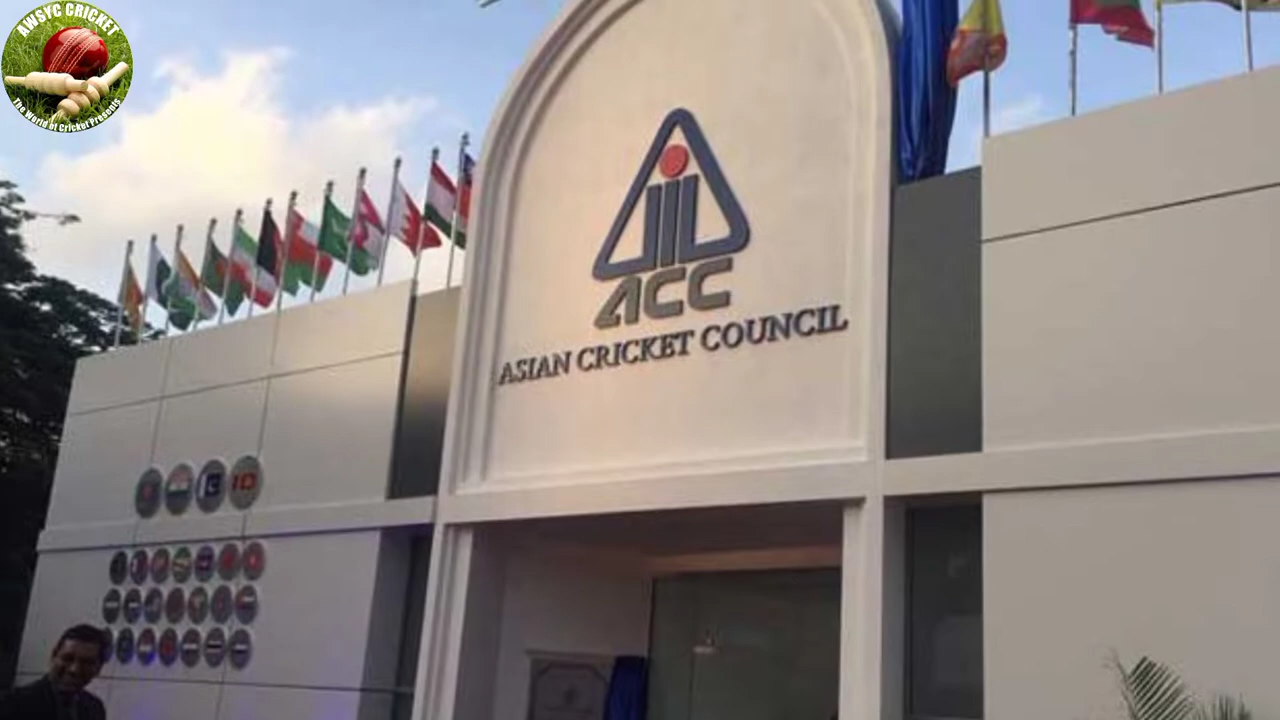 AWSYC CRICKET
The World of Cricket Presents
ACC
ASIAN CRICKET COUNCIL